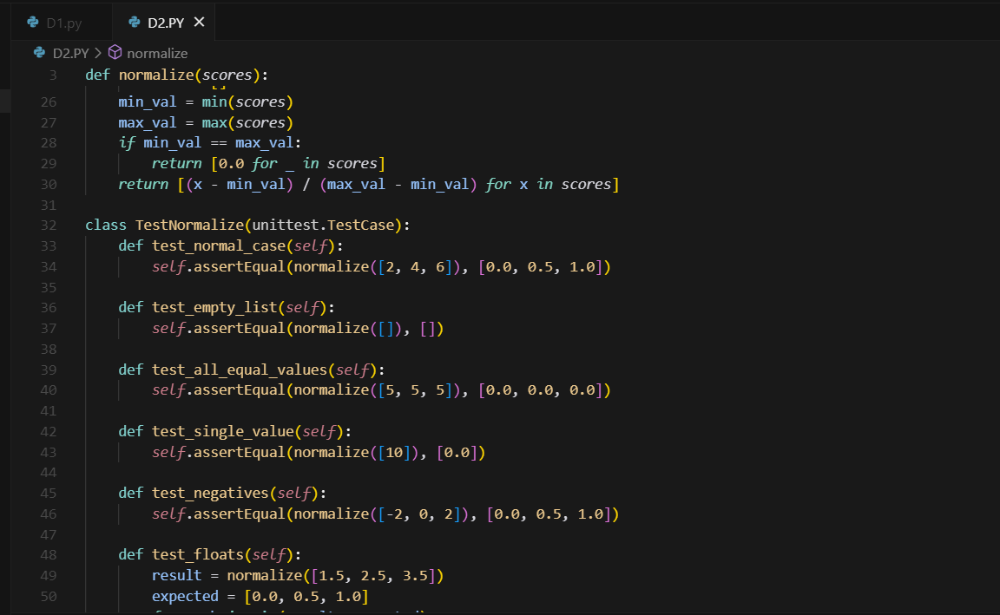 D1.py D2.PY
D2.PY > normalize
3 def normalize(scores):
26 min_val = min(scores)
27 max_val = max(scores)
28 if min_val == max_val:
29 return [0.0 for _ in scores]
30 return [(x - min_val) / (max_val - min_val) for x in scores]
31
32 class TestNormalize(unittest.TestCase):
33 def test_normal_case(self):
34 self.assertEqual(normalize([2, 4, 6]), [0.0, 0.5, 1.0])
35
36 def test_empty_list(self):
37 self.assertEqual(normalize([]), [])
38
39 def test_all_equal_values(self):
40 self.assertEqual(normalize([5, 5, 5]), [0.0, 0.0, 0.0])
41
42 def test_single_value(self):
43 self.assertEqual(normalize([10]), [0.0])
44
45 def test_negatives(self):
46 self.assertEqual(normalize([-2, 0, 2]), [0.0, 0.5, 1.0])
47
48 def test_floats(self):
49 result = normalize([1.5, 2.5, 3.5])
50 expected = [0.0, 0.5, 1.0]